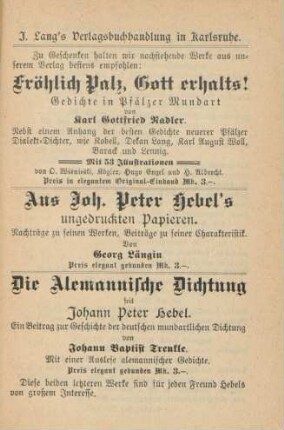 J. Lang's Verlagsbuchhandlung in Karlsruhe.
Zu Geschenken halten wir nachstehende Werke aus un-
serem Verlag bestens empfohlen:
Fröhlich Palz, Gott erhalts!
Gedichte in Pfälzer Mundart
von
Karl Gottfried Nadler.
Nebst einem Anhang der besten Gedichte neuerer Pfälzer
Dialekt-Dichter, wie Kobell, Dekan Lang, Karl August Woll,
Barack und Lennig.
Mit 53 Illustrationen
von O. Wisnieski, Kögler, Hugo Engel und H. Albrecht.
Preis in elegantem Original-Einband Mk. 3.—
Aus Joh. Peter Hebel's
ungedruckten Papieren.
Nachträge zu seinen Werken, Beiträge zu seiner Charakteristik.
Von
Georg Längin
Preis elegant gebunden Mk. 3.—.
Die Alemannische Dichtung
seit
Johann Peter Hebel.
Ein Beitrag zur Geschichte der deutschen mundartlichen Dichtung
von
Johann Baptist Trenkle.
Mit einer Auslese alemannischer Gedichte.
Preis elegant gebunden Mk. 3.—.
Diese beiden letzteren Werke sind für jeden Freund Hebels
von großem Interesse.